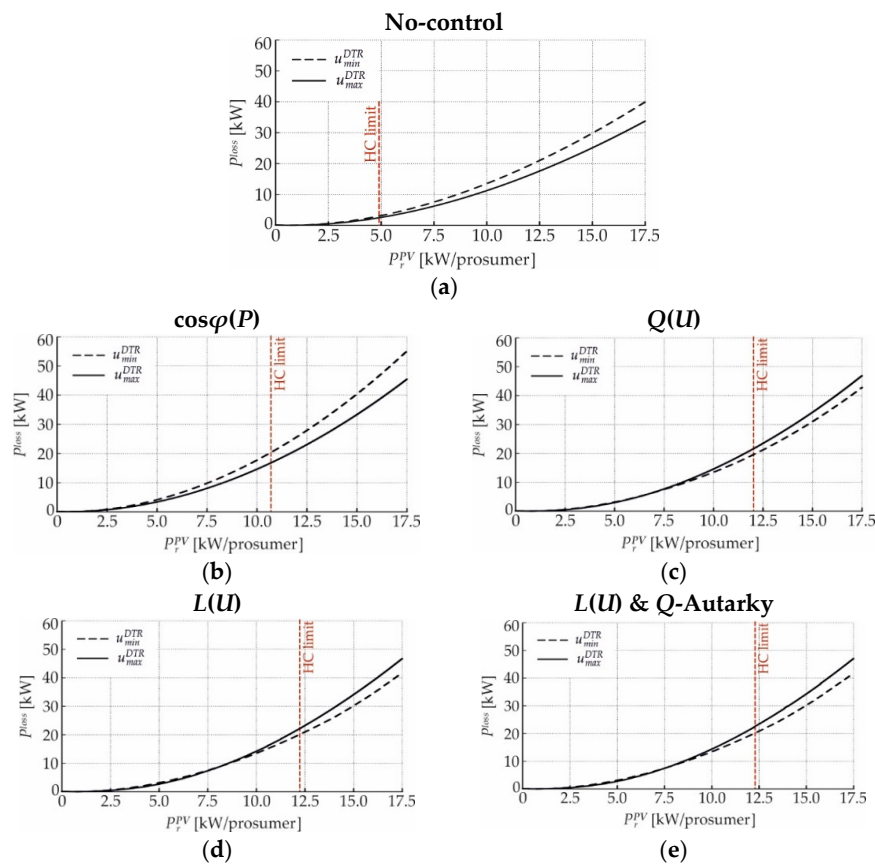 No-control
60
50
40
30
20
10
0
P^loss [kW]
u_min^DTR
u_max^DTR
HC limit
0 2.5 5.0 7.5 10.0 12.5 15.0 17.5
P_r^PV [kW/prosumer]
(a)
cosφ(P)
60
50
40
30
20
10
0
P^loss [kW]
u_min^DTR
u_max^DTR
HC limit
0 2.5 5.0 7.5 10.0 12.5 15.0 17.5
P_r^PV [kW/prosumer]
(b)
Q(U)
60
50
40
30
20
10
0
P^loss [kW]
u_min^DTR
u_max^DTR
HC limit
0 2.5 5.0 7.5 10.0 12.5 15.0 17.5
P_r^PV [kW/prosumer]
(c)
L(U)
60
50
40
30
20
10
0
P^loss [kW]
u_min^DTR
u_max^DTR
HC limit
0 2.5 5.0 7.5 10.0 12.5 15.0 17.5
P_r^PV [kW/prosumer]
(d)
L(U) & Q-Autarky
60
50
40
30
20
10
0
P^loss [kW]
u_min^DTR
u_max^DTR
HC limit
0 2.5 5.0 7.5 10.0 12.5 15.0 17.5
P_r^PV [kW/prosumer]
(e)